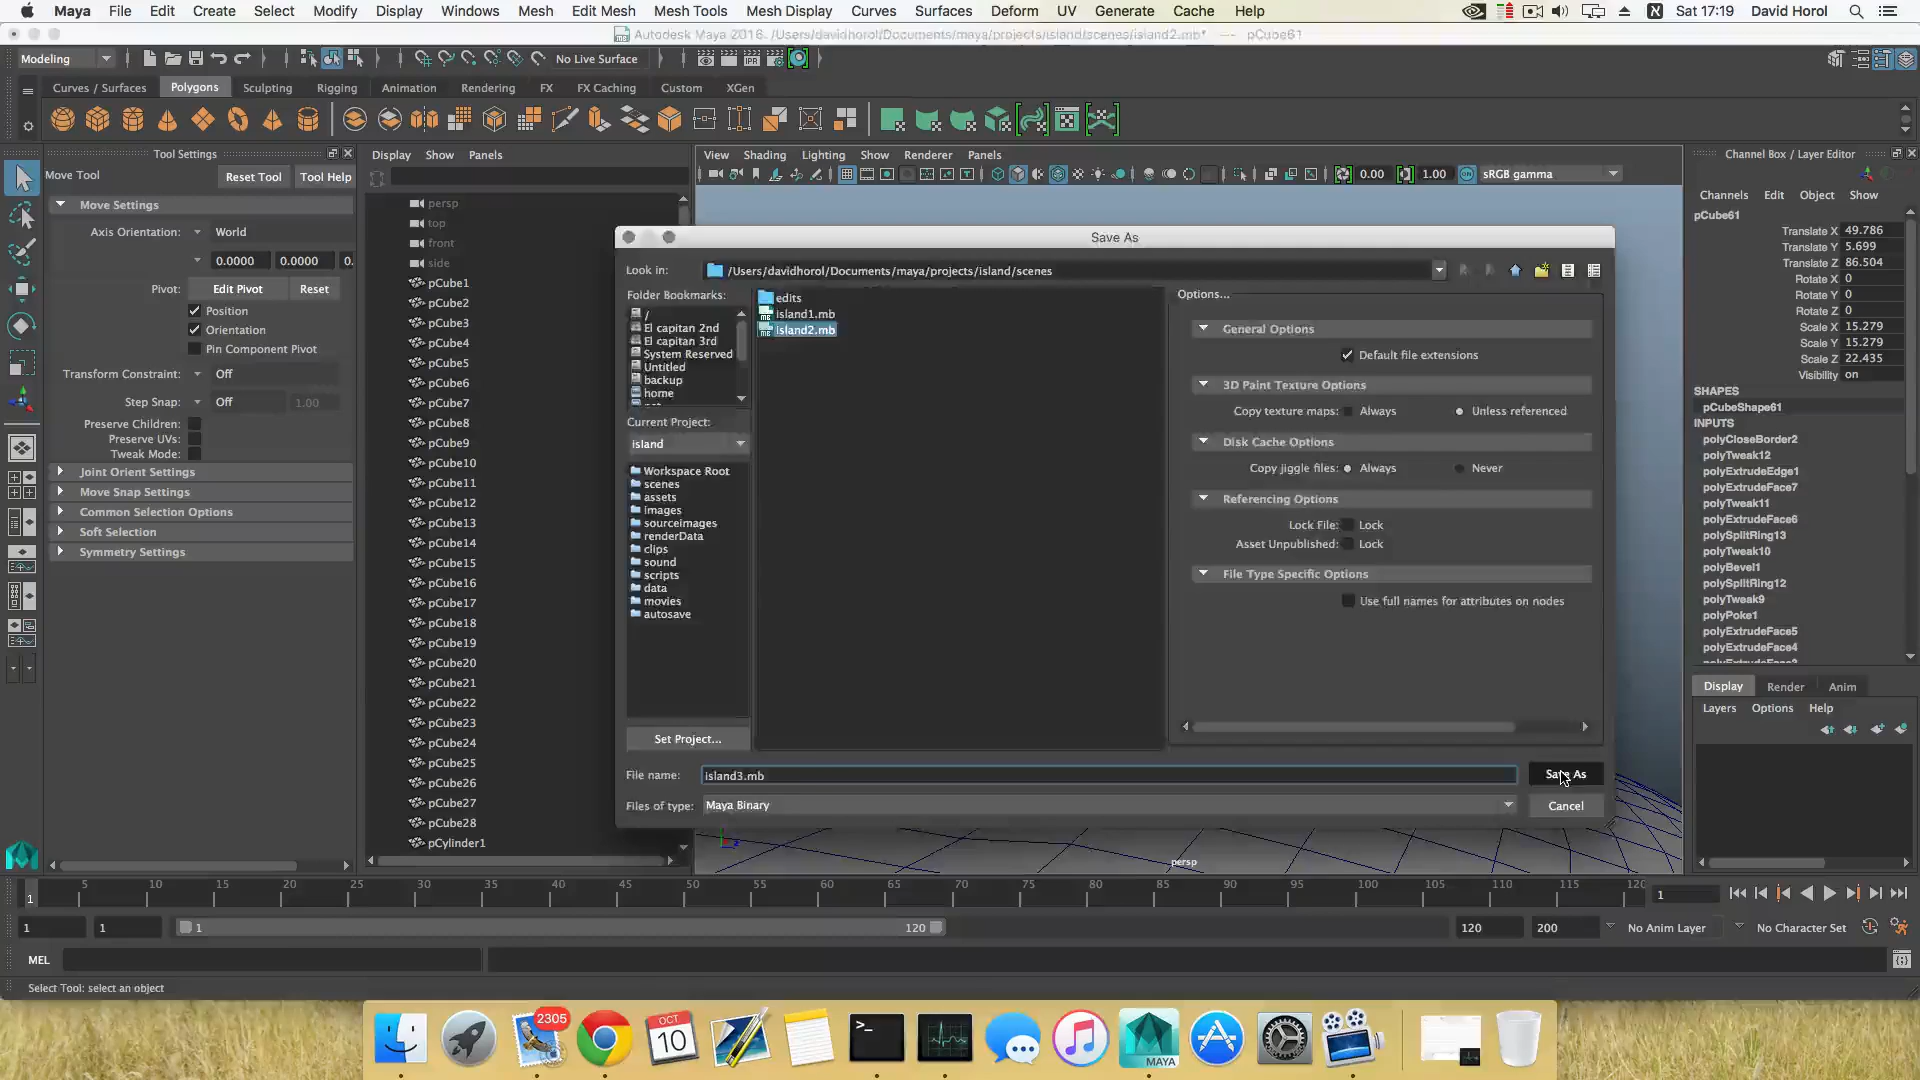 Maya File Edit Create Select Modify Display Windows Mesh Edit Mesh Mesh Tools Mesh Display Curves Surfaces Deform UV Generate Cache Help Sat 17:19 David Horol
Autodesk Maya 2016. /Users/davidhorol/Documents/maya/projects/island/scenes/island2.mb* -- pCube61
Modeling No Live Surface
Curves / Surfaces Polygons Sculpting Rigging Animation Rendering FX FX Caching Custom XGen
Tool Settings
Move Tool Reset Tool Tool Help
Move Settings
Axis Orientation: World
0.0000 0.0000 0.
Pivot: Edit Pivot Reset
Position
Orientation
Pin Component Pivot
Transform Constraint: Off
Step Snap: Off 1.00
Preserve Children:
Preserve UVs:
Tweak Mode:
Joint Orient Settings
Move Snap Settings
Common Selection Options
Soft Selection
Symmetry Settings
Display Show Panels
persp
top
front
side
pCube1
pCube2
pCube3
pCube4
pCube5
pCube6
pCube7
pCube8
pCube9
pCube10
pCube11
pCube12
pCube13
pCube14
pCube15
pCube16
pCube17
pCube18
pCube19
pCube20
pCube21
pCube22
pCube23
pCube24
pCube25
pCube26
pCube27
pCube28
pCylinder1
View Shading Lighting Show Renderer Panels
0.00 1.00 sRGB gamma
Save As
Look in: /Users/davidhorol/Documents/maya/projects/island/scenes
Folder Bookmarks:
/
El capitan 2nd
El capitan 3rd
System Reserved
Untitled
backup
home
Current Project:
island
Workspace Root
scenes
assets
images
sourceimages
renderData
clips
sound
scripts
data
movies
autosave
Set Project...
edits
island1.mb
island2.mb
Options...
General Options
Default file extensions
3D Paint Texture Options
Copy texture maps: Always Unless referenced
Disk Cache Options
Copy jiggle files: Always Never
Referencing Options
Lock File: Lock
Asset Unpublished: Lock
File Type Specific Options
Use full names for attributes on nodes
File name: island3.mb Save As
Files of type: Maya Binary Cancel
persp
Channel Box / Layer Editor
Channels Edit Object Show
pCube61
Translate X 49.786
Translate Y 5.699
Translate Z 86.504
Rotate X 0
Rotate Y 0
Rotate Z 0
Scale X 15.279
Scale Y 15.279
Scale Z 22.435
Visibility on
SHAPES
pCubeShape61
INPUTS
polyCloseBorder2
polyTweak12
polyExtrudeEdge1
polyExtrudeFace7
polyTweak11
polyExtrudeFace6
polySplitRing13
polyTweak10
polyBevel1
polySplitRing12
polyTweak9
polyPoke1
polyExtrudeFace5
polyExtrudeFace4
Display Render Anim
Layers Options Help
1 5 10 15 20 25 30 35 40 45 50 55 60 65 70 75 80 85 90 95 100 105 110 115 120 1
1 1 1 120 120 200 No Anim Layer No Character Set
MEL
Select Tool: select an object
2305
OCT
10
MAYA